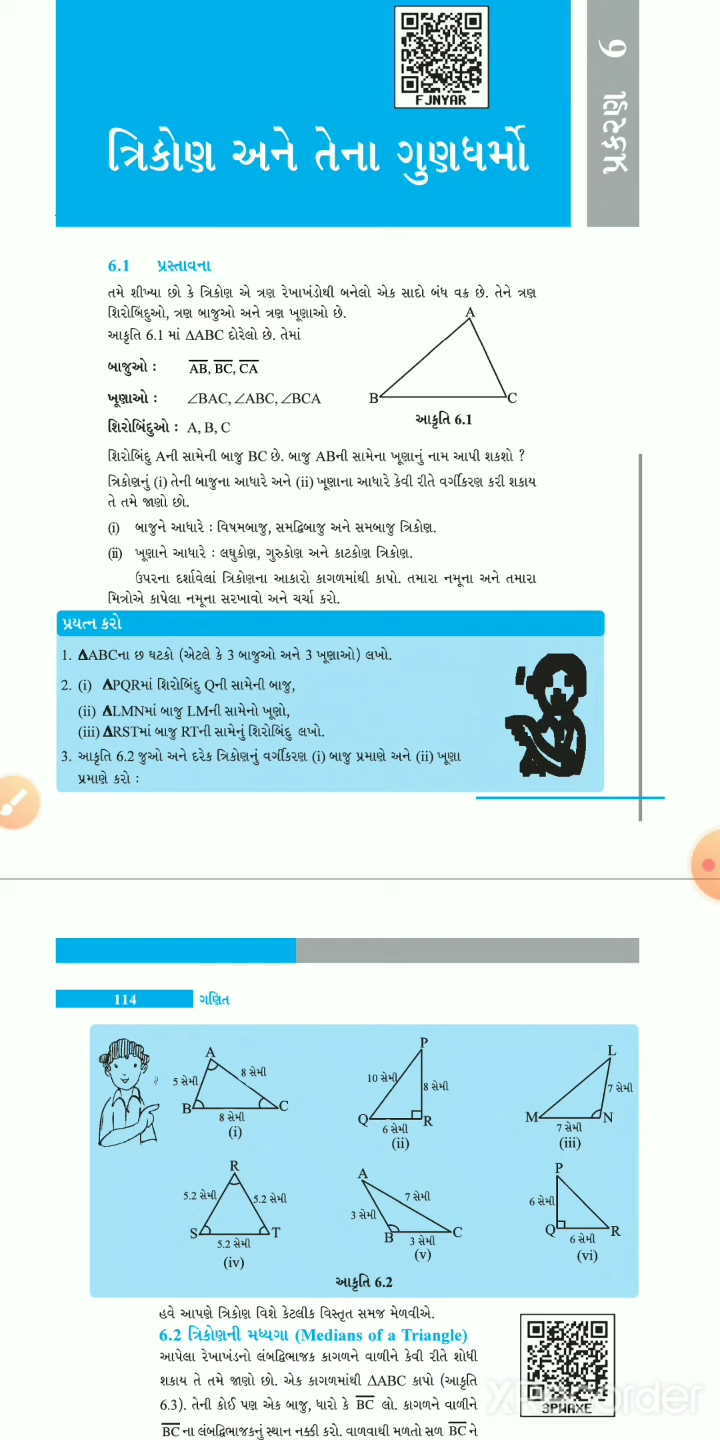 FJNYAR
પ્રકરણ 6
ત્રિકોણ અને તેના ગુણધર્મો
6.1 પ્રસ્તાવના
તમે શીખ્યા છો કે ત્રિકોણ એ ત્રણ રેખાખંડોથી બનેલો એક સાદો બંધ વક્ર છે. તેને ત્રણ
શિરોબિંદુઓ, ત્રણ બાજુઓ અને ત્રણ ખૂણાઓ છે.
આકૃતિ 6.1 માં ΔABC દોરેલો છે. તેમાં
બાજુઓ : A̅B̅, B̅C̅, C̅A̅
ખૂણાઓ : ∠BAC, ∠ABC, ∠BCA
શિરોબિંદુઓ : A, B, C
A
B
C
આકૃતિ 6.1
શિરોબિંદુ Aની સામેની બાજુ BC છે. બાજુ ABની સામેના ખૂણાનું નામ આપી શકશો ?
ત્રિકોણનું (i) તેની બાજુના આધારે અને (ii) ખૂણાના આધારે કેવી રીતે વર્ગીકરણ કરી શકાય
તે તમે જાણો છો.
(i) બાજુને આધારે : વિષમબાજુ, સમદ્વિબાજુ અને સમબાજુ ત્રિકોણ.
(ii) ખૂણાને આધારે : લઘુકોણ, ગુરુકોણ અને કાટકોણ ત્રિકોણ.
ઉપરના દર્શાવેલાં ત્રિકોણના આકારો કાગળમાંથી કાપો. તમારા નમૂના અને તમારા
મિત્રોએ કાપેલા નમૂના સરખાવો અને ચર્ચા કરો.
પ્રયત્ન કરો
1. ΔABCના છ ઘટકો (એટલે કે 3 બાજુઓ અને 3 ખૂણાઓ) લખો.
2. (i) ΔPQRમાં શિરોબિંદુ Qની સામેની બાજુ,
(ii) ΔLMNમાં બાજુ LMની સામેનો ખૂણો,
(iii) ΔRSTમાં બાજુ RTની સામેનું શિરોબિંદુ લખો.
3. આકૃતિ 6.2 જુઓ અને દરેક ત્રિકોણનું વર્ગીકરણ (i) બાજુ પ્રમાણે અને (ii) ખૂણા
પ્રમાણે કરો :
114 ગણિત
A
5 સેમી 8 સેમી
B C
8 સેમી
(i)
P
10 સેમી 8 સેમી
Q R
6 સેમી
(ii)
L
7 સેમી
M N
7 સેમી
(iii)
R
5.2 સેમી 5.2 સેમી
S T
5.2 સેમી
(iv)
A
7 સેમી
3 સેમી
B C
3 સેમી
(v)
P
6 સેમી
Q R
6 સેમી
(vi)
આકૃતિ 6.2
હવે આપણે ત્રિકોણ વિશે કેટલીક વિસ્તૃત સમજ મેળવીએ.
6.2 ત્રિકોણની મધ્યગા (Medians of a Triangle)
આપેલા રેખાખંડનો લંબદ્વિભાજક કાગળને વાળીને કેવી રીતે શોધી
શકાય તે તમે જાણો છો. એક કાગળમાંથી ΔABC કાપો (આકૃતિ
6.3). તેની કોઈ પણ એક બાજુ, ધારો કે B̅C̅ લો. કાગળને વાળીને
B̅C̅ ના લંબદ્વિભાજકનું સ્થાન નક્કી કરો. વાળવાથી મળતો સળ B̅C̅ ને
3PWAXE
XRecorder